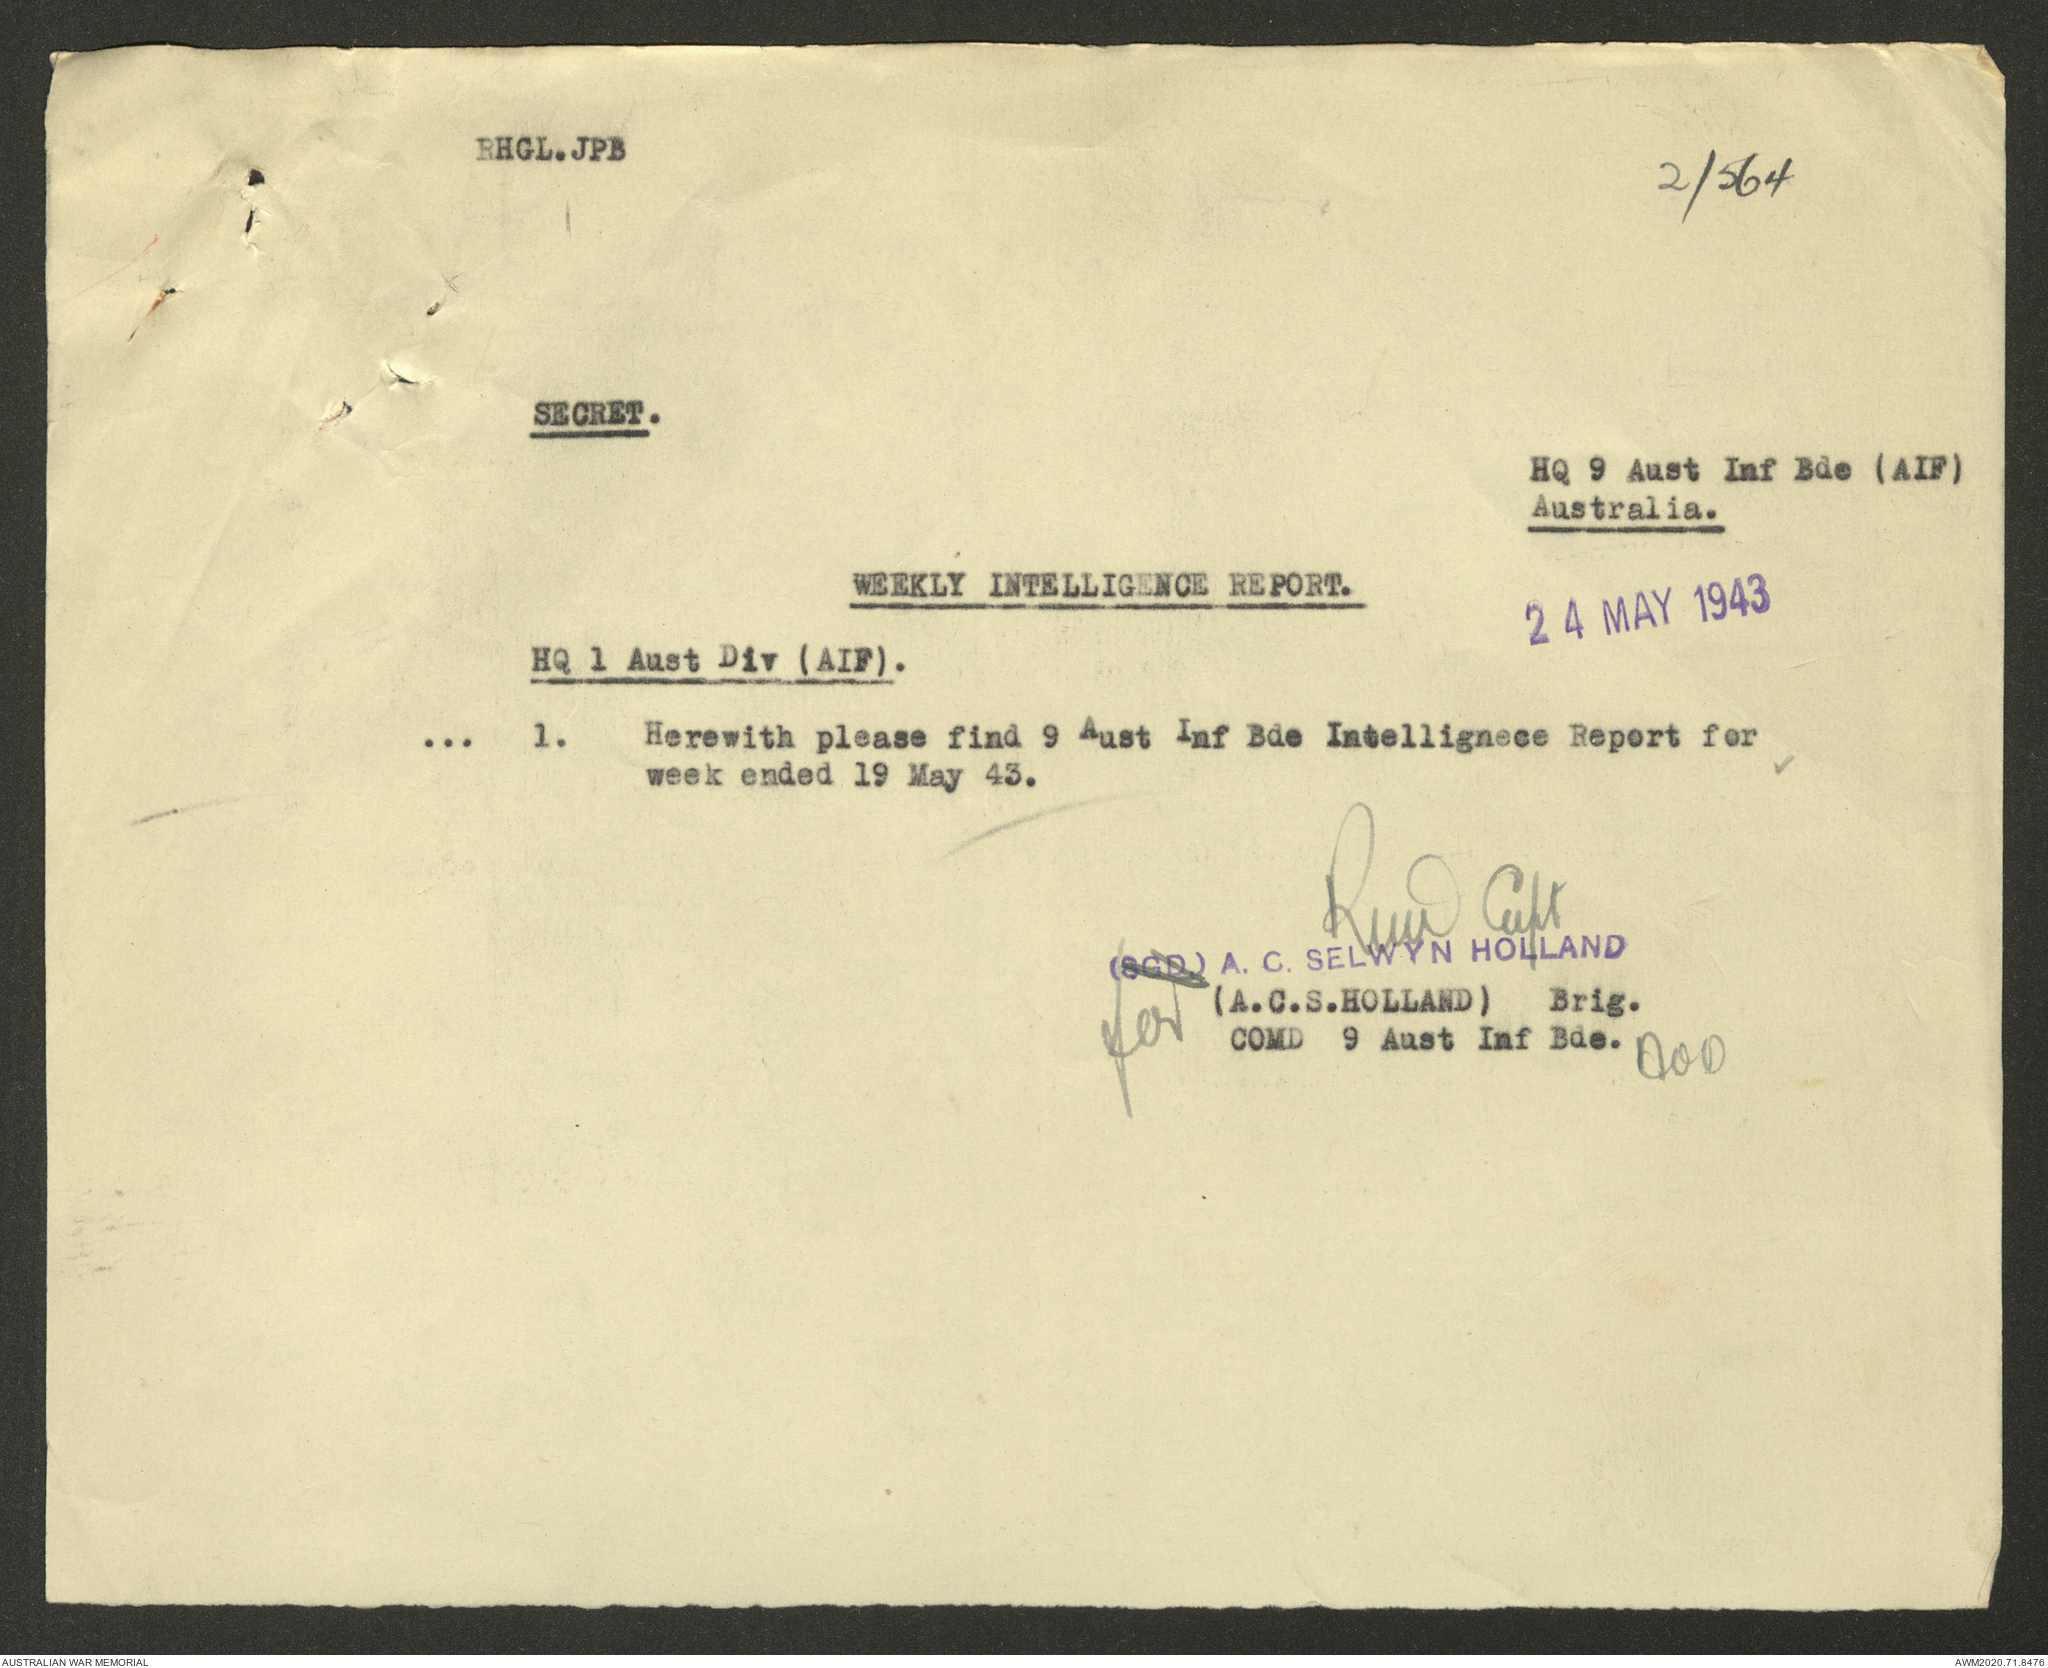 RHGL.JPB
2/564
SECRET.
HQ 9 Aust Inf Bde (AIF)
Australia.
WEEKLY INTELLIGENCE REPORT.
24 MAY 1943
HQ 1 Aust Div (AIF).
... 1. Herewith please find 9 Aust Inf Bde Intellignece Report for
week ended 19 May 43.
Capt
(SGD.) A. C. SELWYN HOLLAND
for (A.C.S.HOLLAND) Brig.
COMD 9 Aust Inf Bde.
AUSTRALIAN WAR MEMORIAL
AWM2020.71.8476